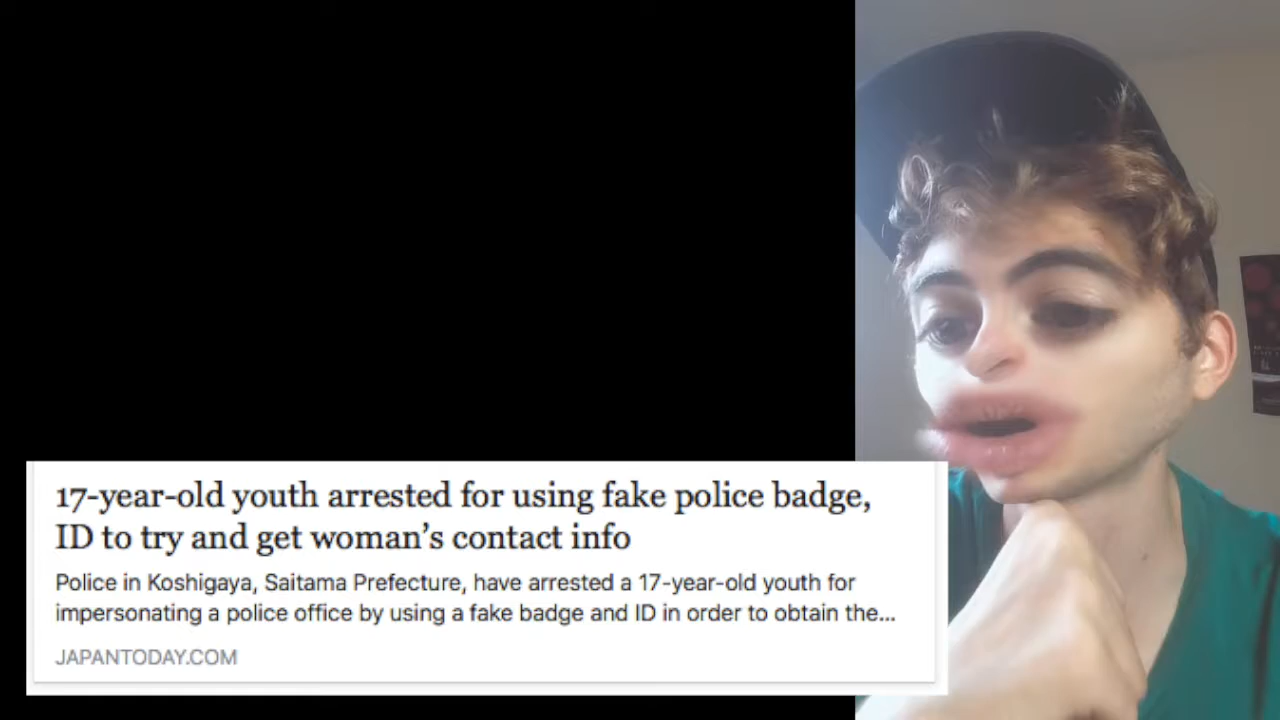 17-year-old youth arrested for using fake police badge,
ID to try and get woman’s contact info
Police in Koshigaya, Saitama Prefecture, have arrested a 17-year-old youth for
impersonating a police office by using a fake badge and ID in order to obtain the...
JAPANTODAY.COM